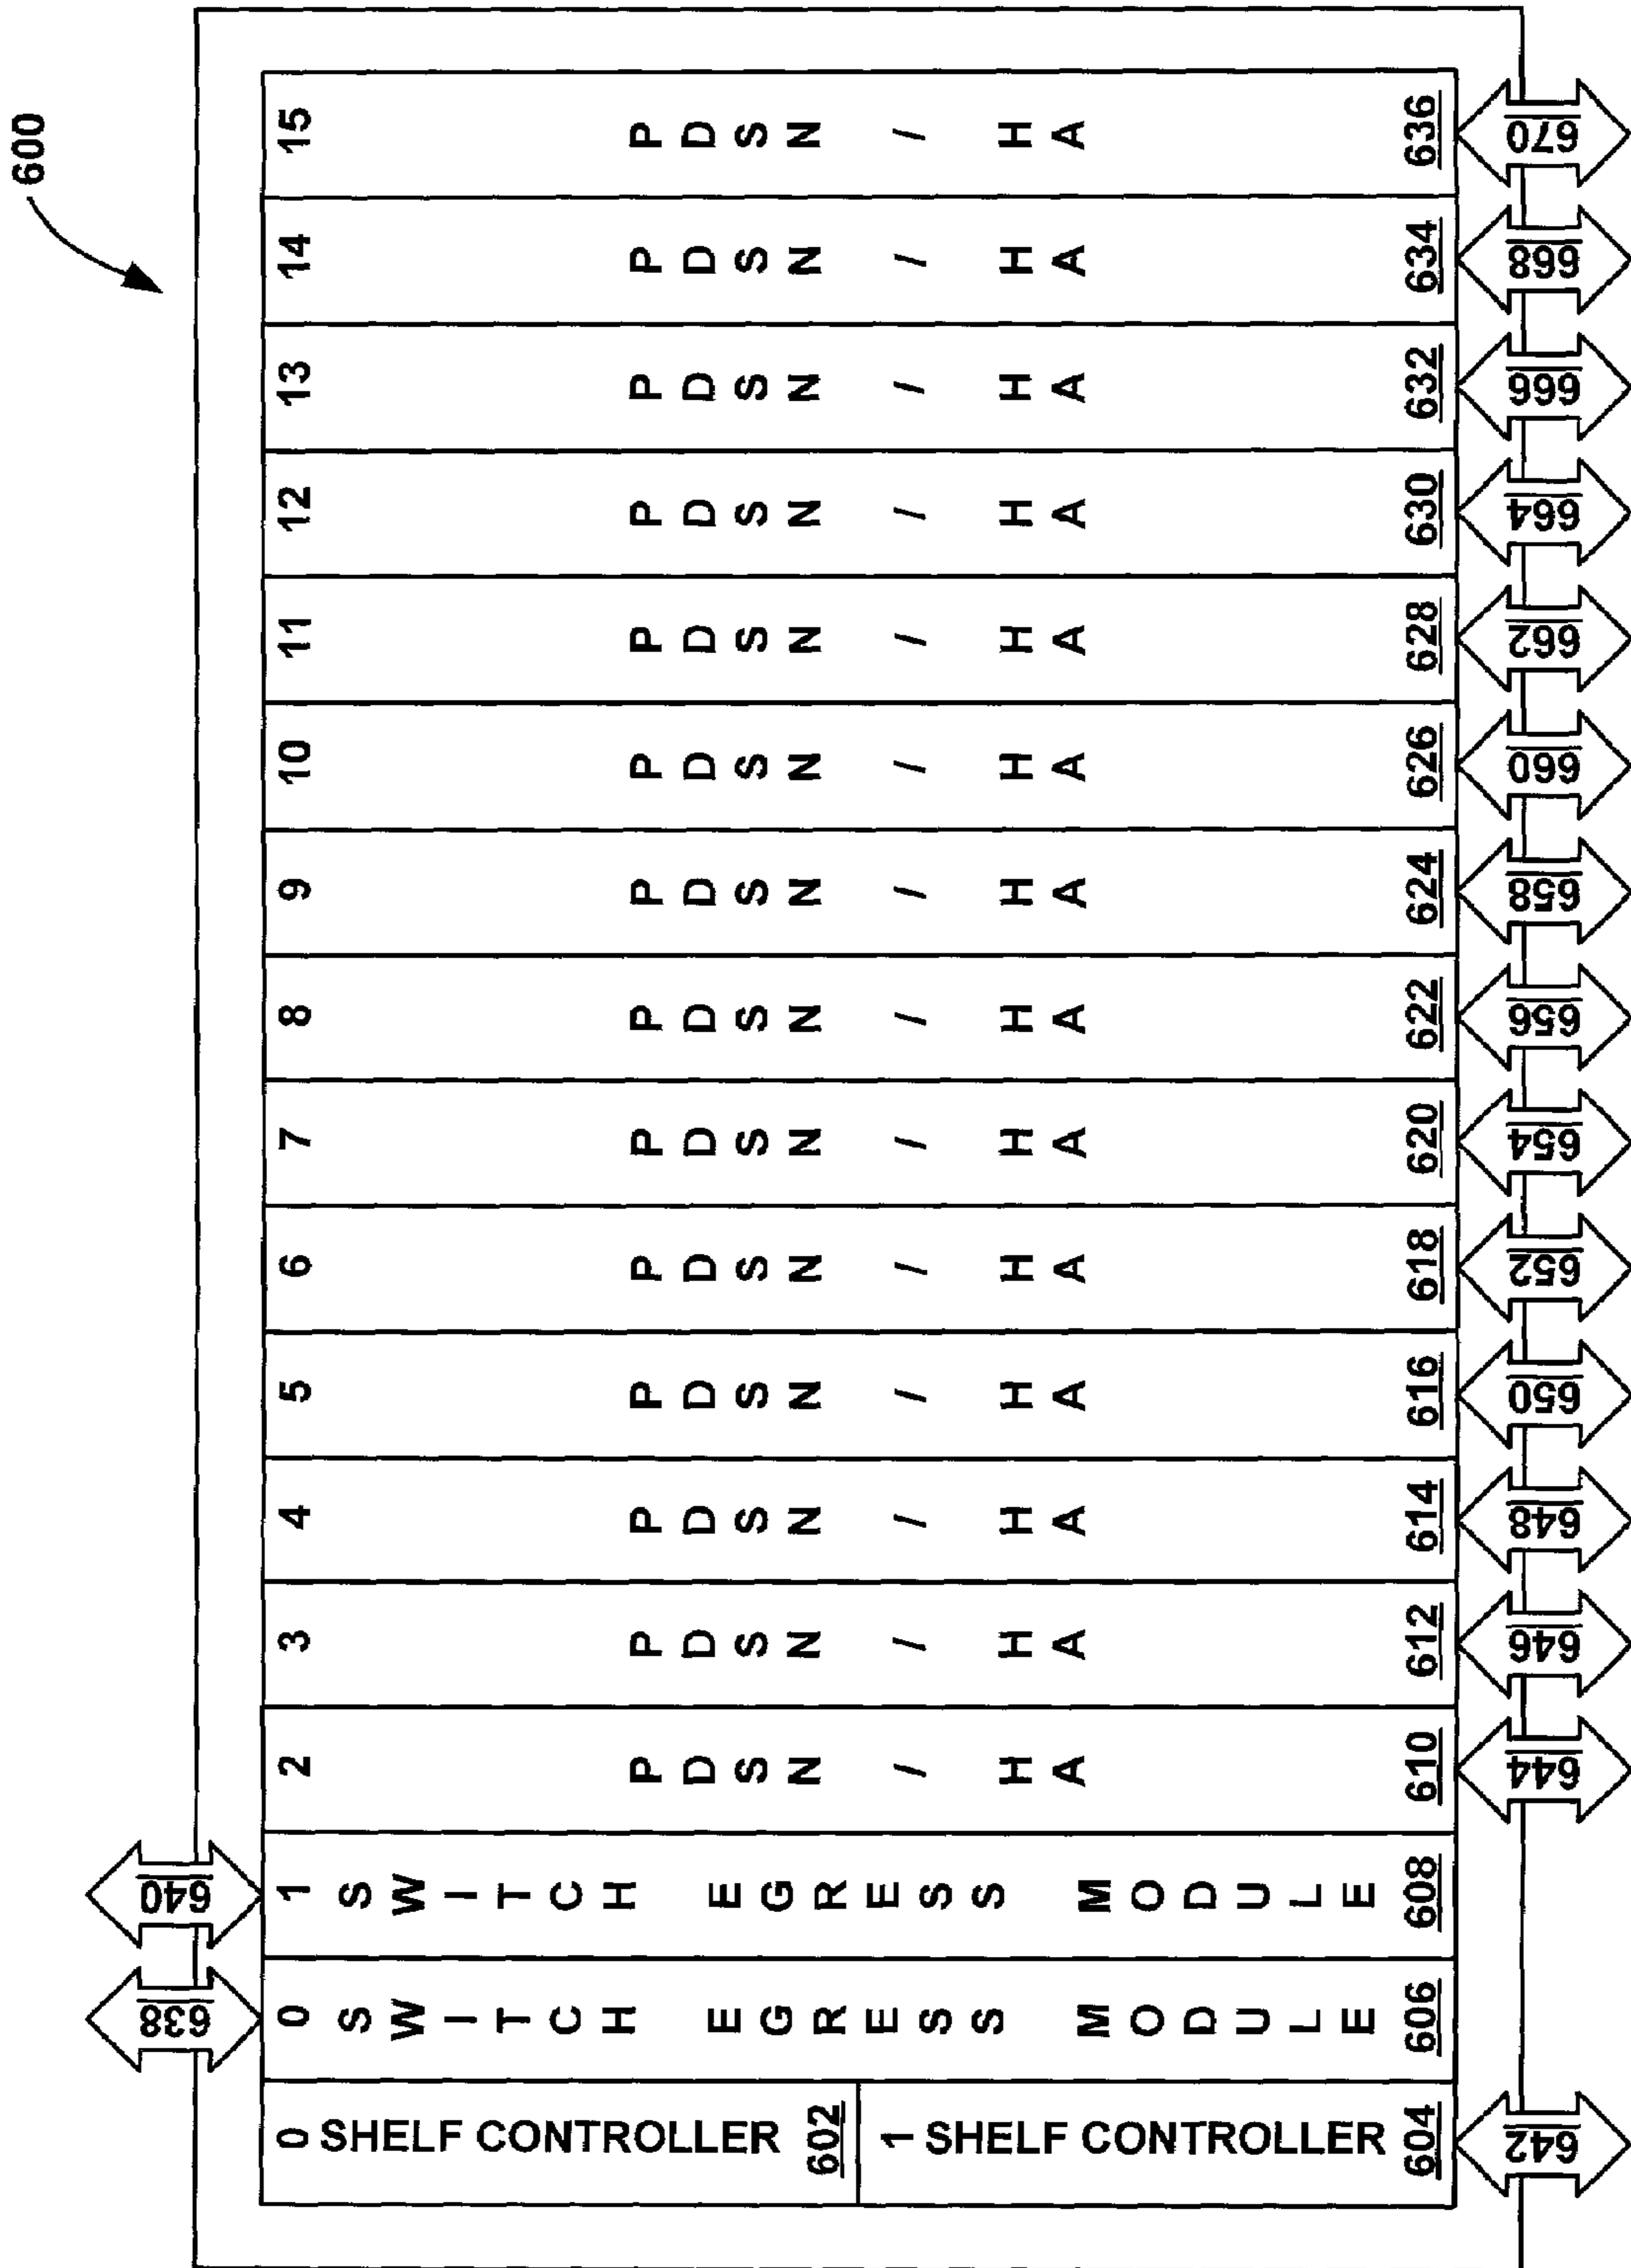 600
638
640
0 SHELF CONTROLLER 602
1 SHELF CONTROLLER 604
0 SWITCH EGRESS MODULE 606
1 SWITCH EGRESS MODULE 608
2 PDSN / HA 610
3 PDSN / HA 612
4 PDSN / HA 614
5 PDSN / HA 616
6 PDSN / HA 618
7 PDSN / HA 620
8 PDSN / HA 622
9 PDSN / HA 624
10 PDSN / HA 626
11 PDSN / HA 628
12 PDSN / HA 630
13 PDSN / HA 632
14 PDSN / HA 634
15 PDSN / HA 636
642
644
646
648
650
652
654
656
658
660
662
664
666
668
670